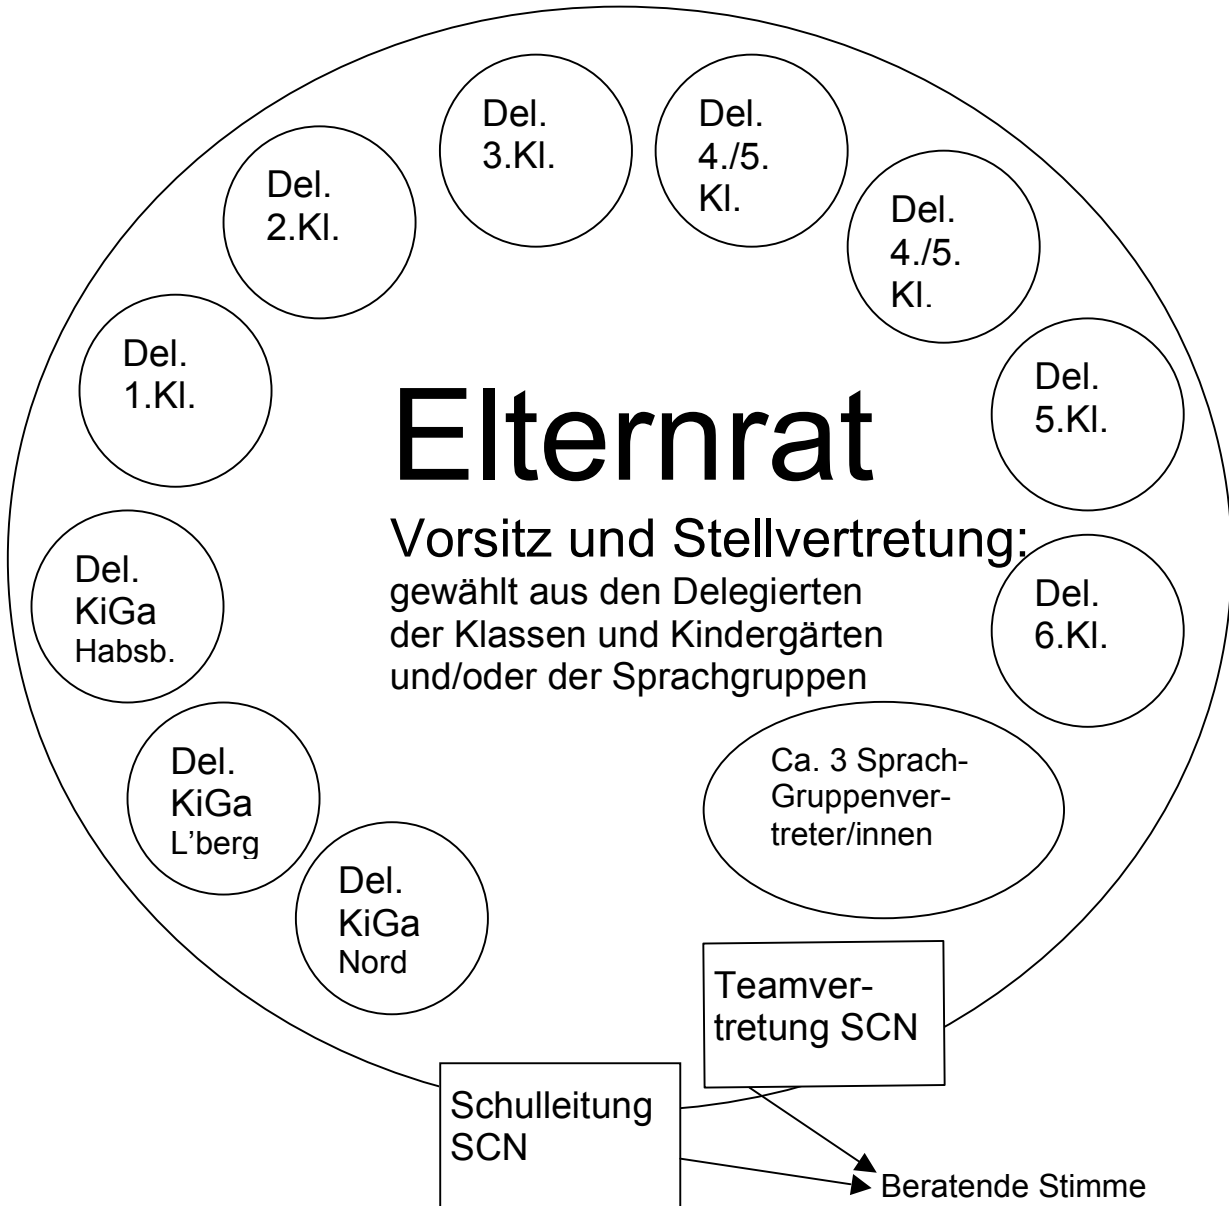 Del.
3.Kl.
Del.
4./5.
Kl.
Del.
2.Kl.
Del.
4./5.
Kl.
Del.
1.Kl.
Del.
5.Kl.
Elternrat
Vorsitz und Stellvertretung:
gewählt aus den Delegierten
der Klassen und Kindergärten
und/oder der Sprachgruppen
Del.
KiGa
Habsb.
Del.
6.Kl.
Del.
KiGa
L’berg
Ca. 3 Sprach-
Gruppenver-
treter/innen
Del.
KiGa
Nord
Teamver-
tretung SCN
Schulleitung
SCN
Beratende Stimme